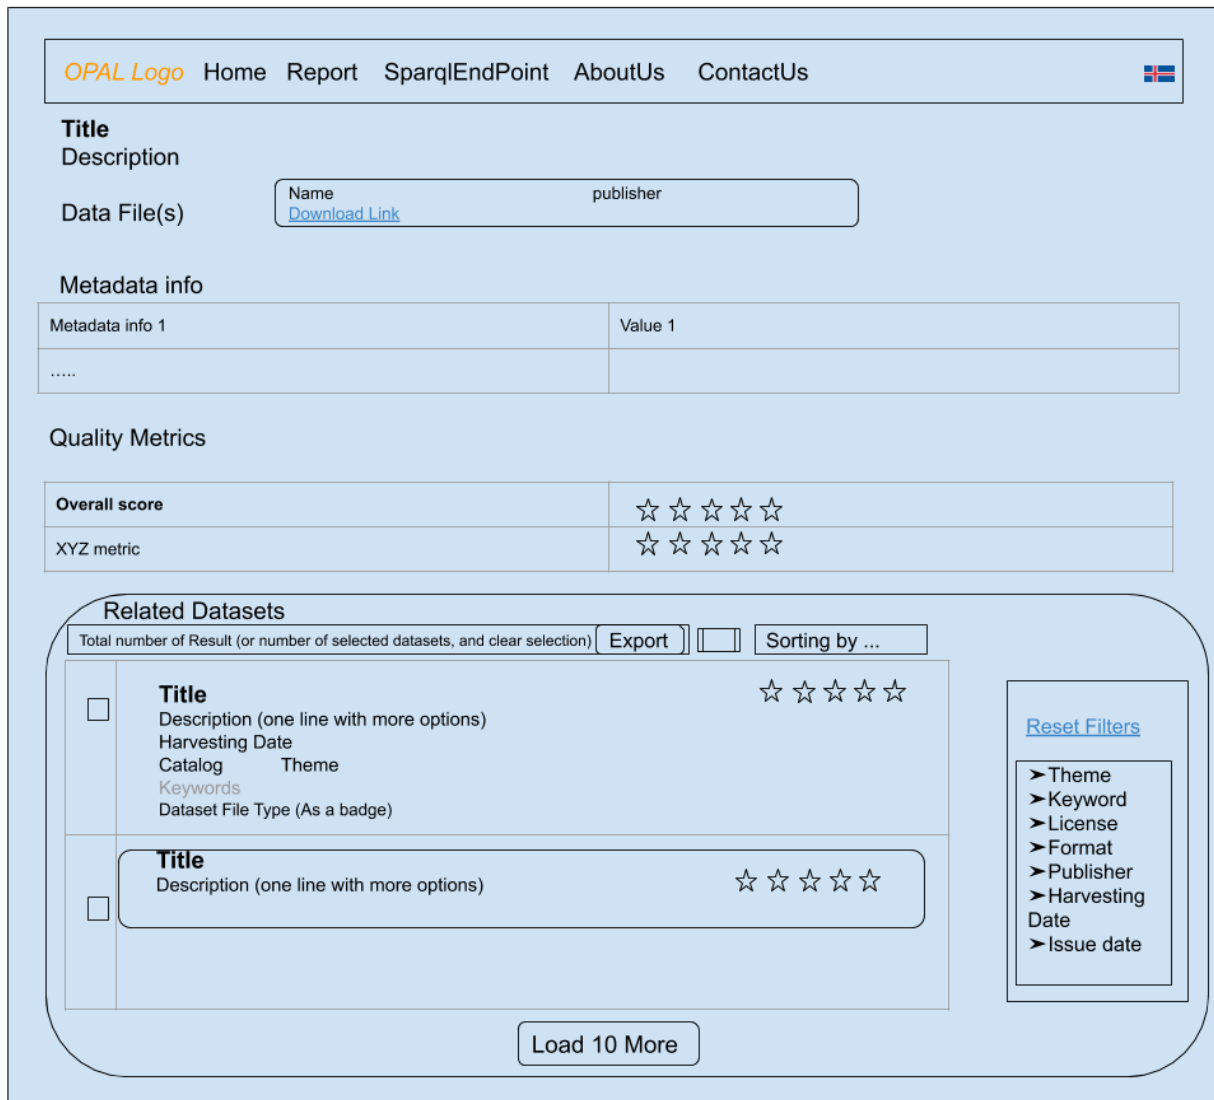 OPAL Logo Home Report SparqlEndPoint AboutUs ContactUs
Title
Description
Data File(s)
Name publisher
Download Link
Metadada info
Metadata info 1 Value 1
.....
Quality Metrics
Overall score
XYZ metric
Related Datasets
Total number of Result (or number of selected datasets, and clear selection) Export Sorting by ...
Title
Description (one line with more options)
Harvesting Date
Catalog Theme
Keywords
Dataset File Type (As a badge)
Title
Description (one line with more options)
Reset Filters
➤Theme
➤Keyword
➤License
➤Format
➤Publisher
➤Harvesting
Date
➤Issue date
Load 10 More